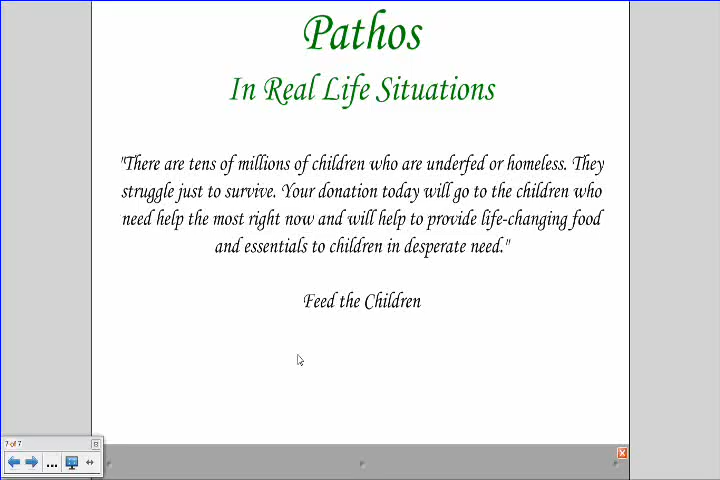 Pathos
In Real Life Situations
"There are tens of millions of children who are underfed or homeless. They
struggle just to survive. Your donation today will go to the children who
need help the most right now and will help to provide life-changing food
and essentials to children in desperate need."
Feed the Children
7 of 7
...